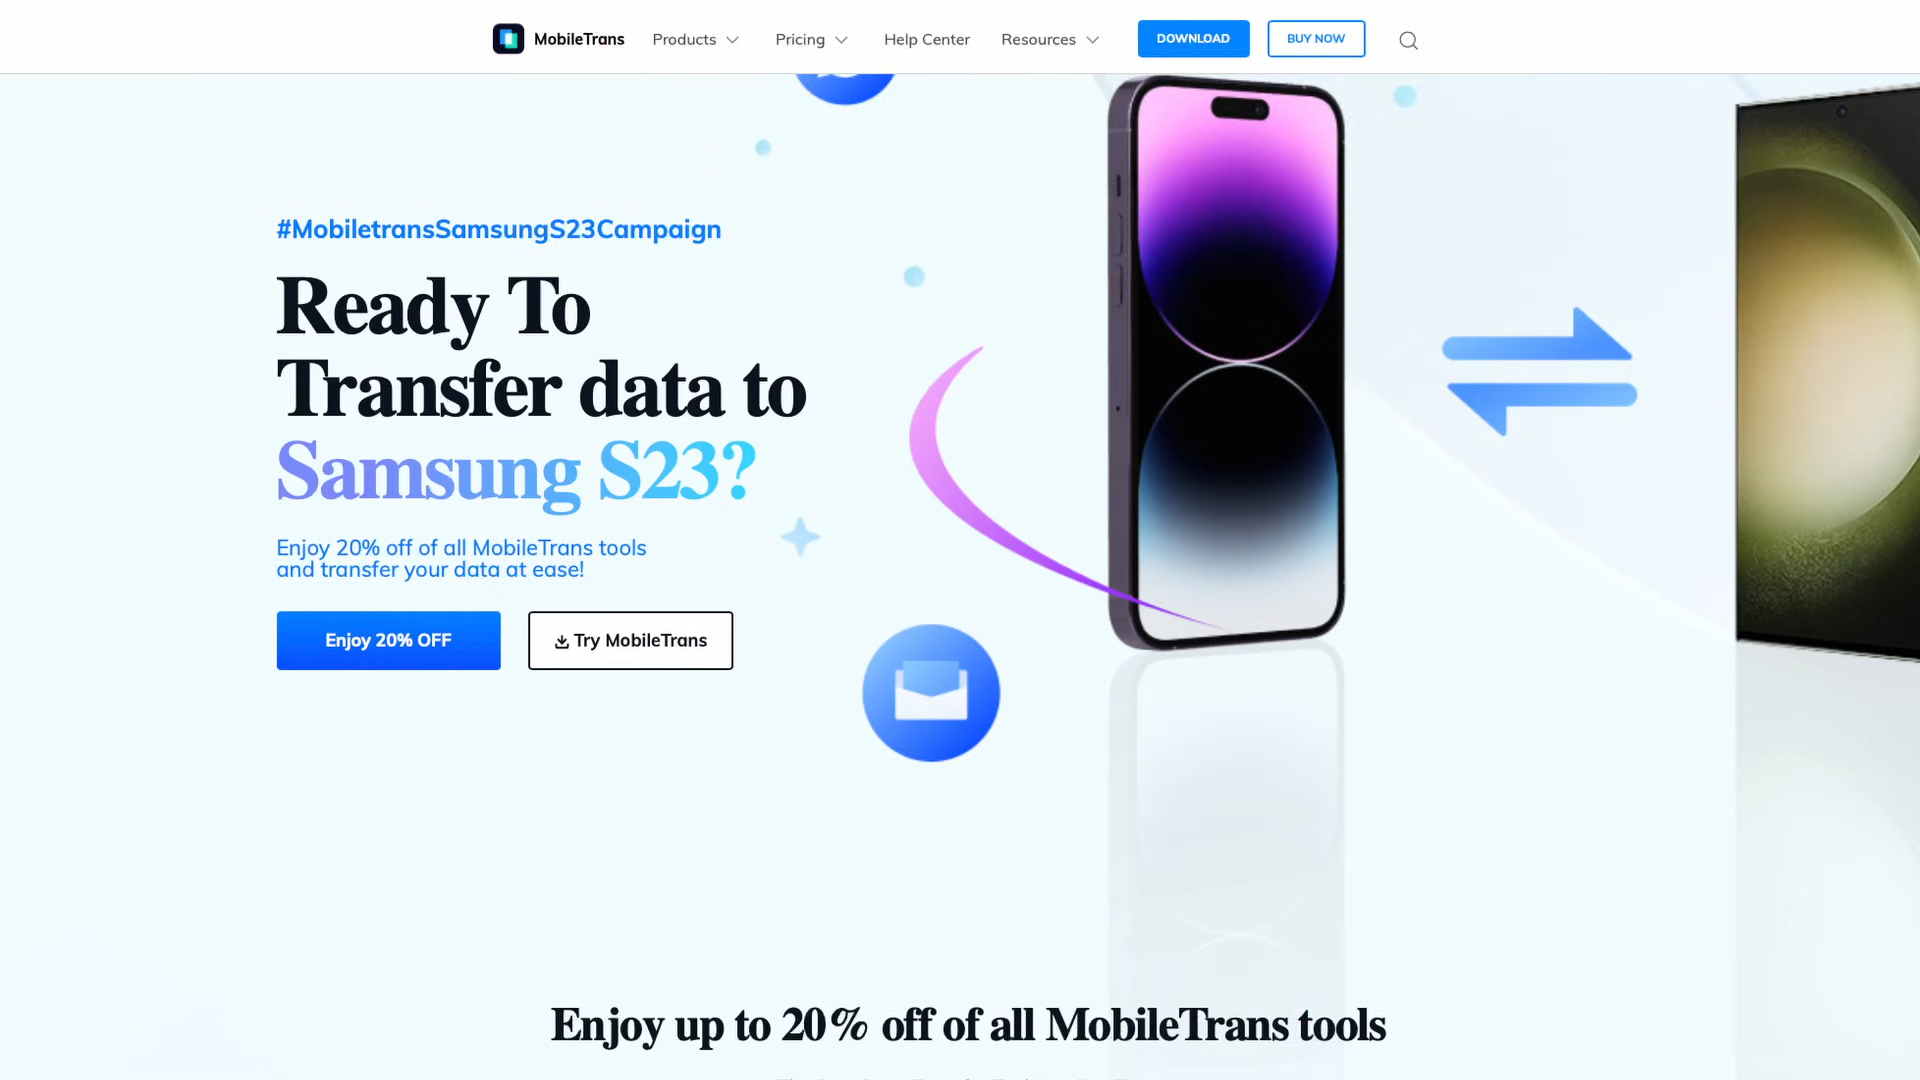 MobileTrans Products Pricing Help Center Resources DOWNLOAD BUY NOW
#MobiletransSamsungS23Campaign
Ready To
Transfer data to
Samsung S23?
Enjoy 20% off of all MobileTrans tools
and transfer your data at ease!
Enjoy 20% OFF Try MobileTrans
Enjoy up to 20% off of all MobileTrans tools